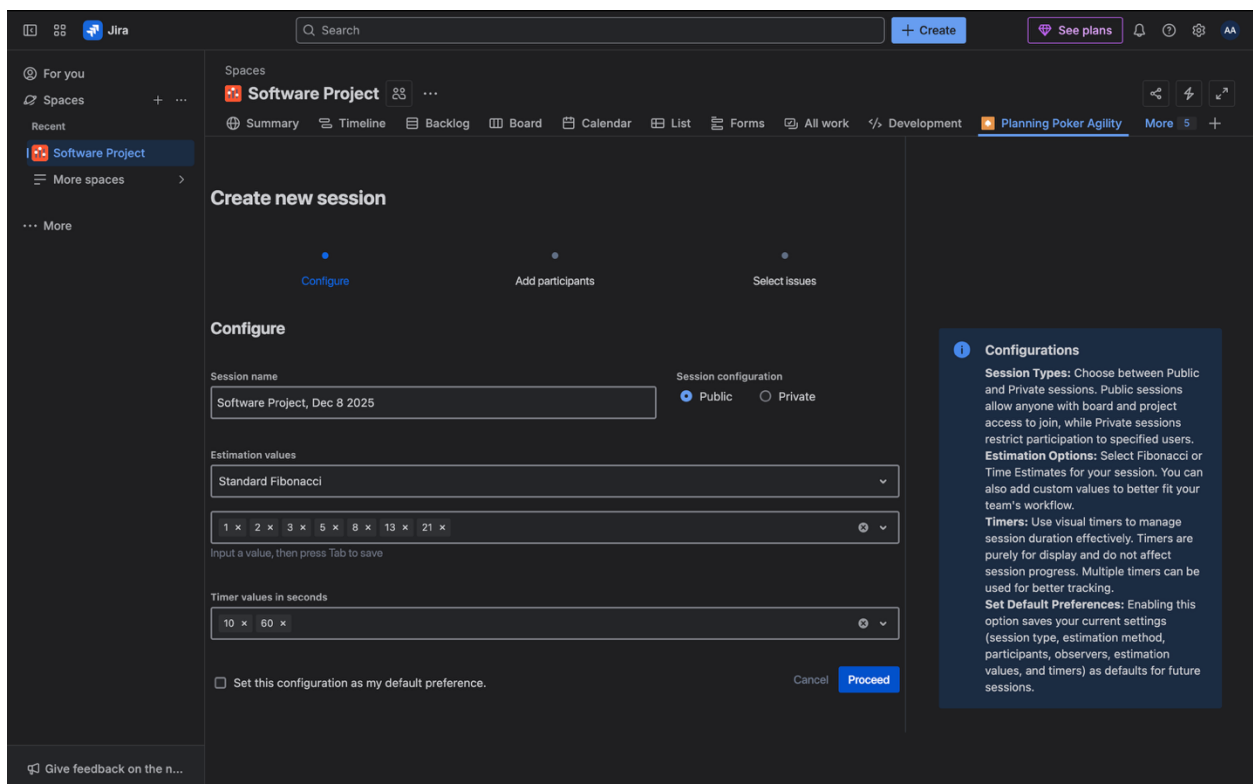 Jira
Search
+ Create
See plans
AA
For you
Spaces
Recent
Software Project
More spaces
More
Give feedback on the n...
Spaces
Software Project
Summary
Timeline
Backlog
Board
Calendar
List
Forms
All work
Development
Planning Poker Agility
More 5
Create new session
Configure
Add participants
Select issues
Configure
Session name
Software Project, Dec 8 2025
Session configuration
Public
Private
Estimation values
Standard Fibonacci
1 × 2 × 3 × 5 × 8 × 13 × 21 ×
Input a value, then press Tab to save
Timer values in seconds
10 × 60 ×
Set this configuration as my default preference.
Cancel
Proceed
Configurations
Session Types: Choose between Public
and Private sessions. Public sessions
allow anyone with board and project
access to join, while Private sessions
restrict participation to specified users.
Estimation Options: Select Fibonacci or
Time Estimates for your session. You can
also add custom values to better fit your
team's workflow.
Timers: Use visual timers to manage
session duration effectively. Timers are
purely for display and do not affect
session progress. Multiple timers can be
used for better tracking.
Set Default Preferences: Enabling this
option saves your current settings
(session type, estimation method,
participants, observers, estimation
values, and timers) as defaults for future
sessions.